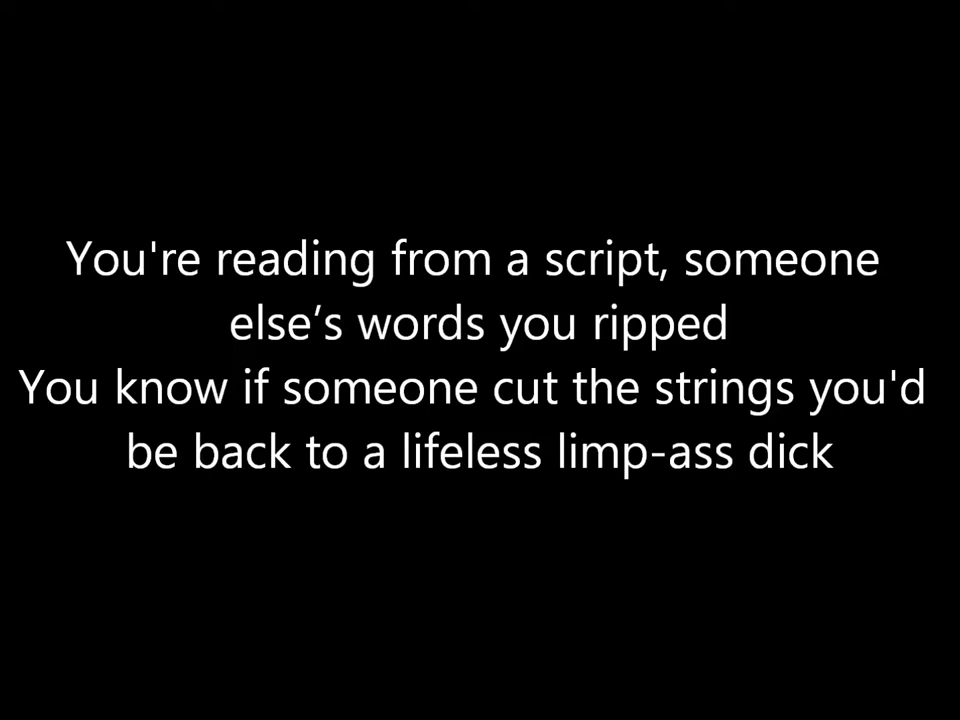 You're reading from a script, someone
else’s words you ripped
You know if someone cut the strings you'd
be back to a lifeless limp-ass dick